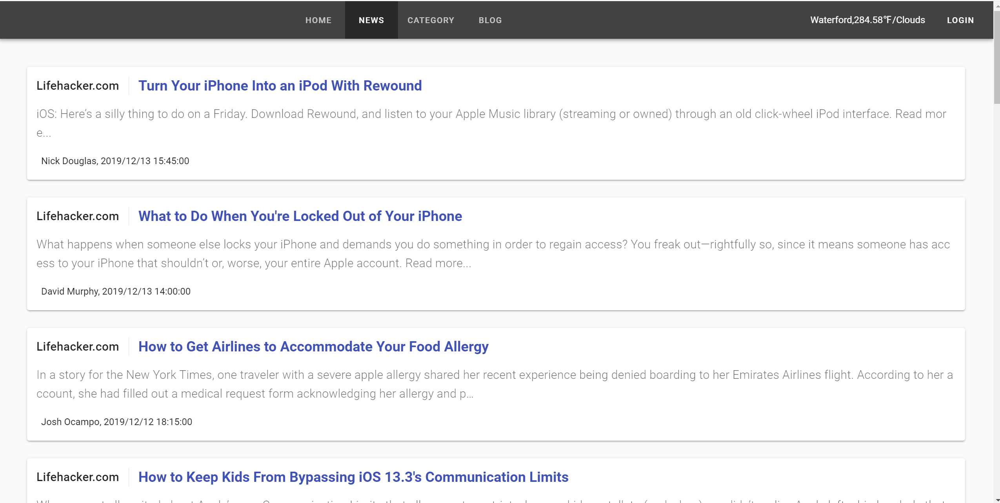 HOME NEWS CATEGORY BLOG Waterford,284.58℉/Clouds LOGIN
Lifehacker.com Turn Your iPhone Into an iPod With Rewound
iOS: Here’s a silly thing to do on a Friday. Download Rewound, and listen to your Apple Music library (streaming or owned) through an old click-wheel iPod interface. Read mor
e...
Nick Douglas, 2019/12/13 15:45:00
Lifehacker.com What to Do When You're Locked Out of Your iPhone
What happens when someone else locks your iPhone and demands you do something in order to regain access? You freak out—rightfully so, since it means someone has acc
ess to your iPhone that shouldn’t or, worse, your entire Apple account. Read more...
David Murphy, 2019/12/13 14:00:00
Lifehacker.com How to Get Airlines to Accommodate Your Food Allergy
In a story for the New York Times, one traveler with a severe apple allergy shared her recent experience being denied boarding to her Emirates Airlines flight. According to her a
ccount, she had filled out a medical request form acknowledging her allergy and p…
Josh Ocampo, 2019/12/12 18:15:00
Lifehacker.com How to Keep Kids From Bypassing iOS 13.3's Communication Limits